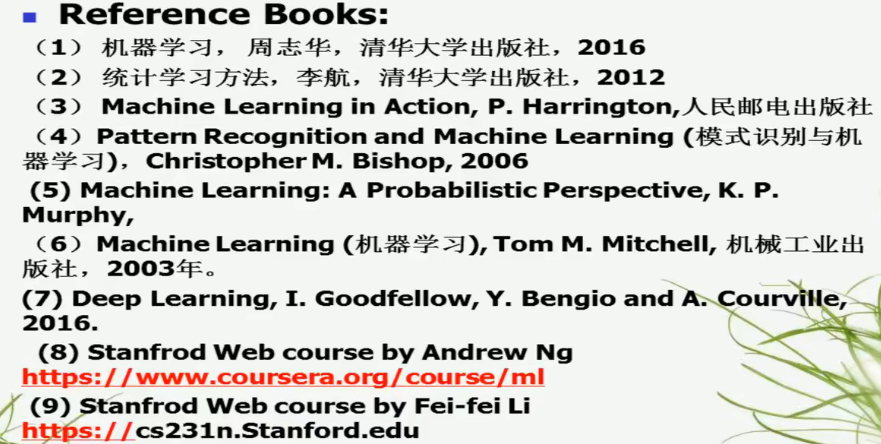 Reference Books:
（1） 机器学习， 周志华，清华大学出版社，2016
（2） 统计学习方法，李航，清华大学出版社，2012
（3） Machine Learning in Action, P. Harrington,人民邮电出版社
（4）Pattern Recognition and Machine Learning (模式识别与机
器学习)，Christopher M. Bishop, 2006
(5) Machine Learning: A Probabilistic Perspective, K. P.
Murphy,
（6）Machine Learning (机器学习), Tom M. Mitchell, 机械工业出
版社，2003年。
(7) Deep Learning, I. Goodfellow, Y. Bengio and A. Courville,
2016.
(8) Stanfrod Web course by Andrew Ng
https://www.coursera.org/course/ml
(9) Stanfrod Web course by Fei-fei Li
https://cs231n.Stanford.edu